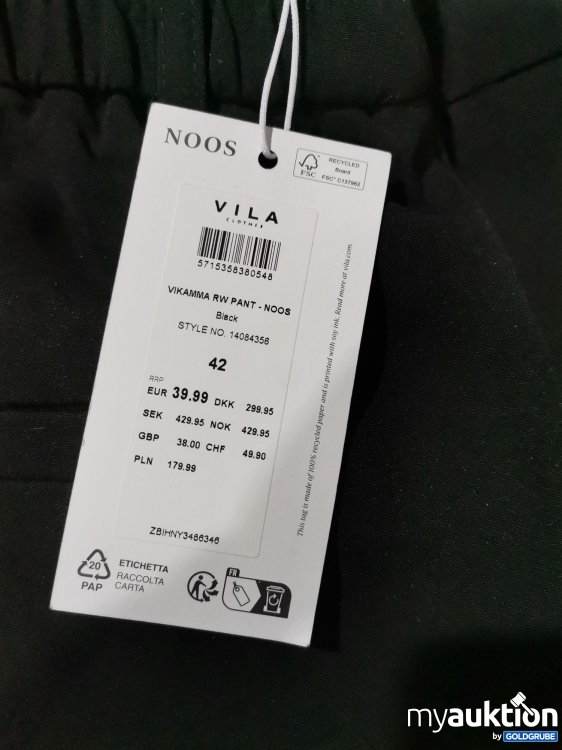 NOOS
FSC
RECYCLED
Board
FSC® C137962
VILA
CLOTHES
5715358380548
VIKAMMA RW PANT - NOOS
Black
STYLE NO. 14084356
42
RRP
EUR 39.99 DKK 299.95
SEK 429.95 NOK 429.95
GBP 38.00 CHF 49.90
PLN 179.99
ZBIHNY3486346
This tag is made of 100% recycled paper and is printed with soy ink. Read more at vila.com.
20
PAP
ETICHETTA
RACCOLTA
CARTA
FR
myauktion
by GOLDGRUBE